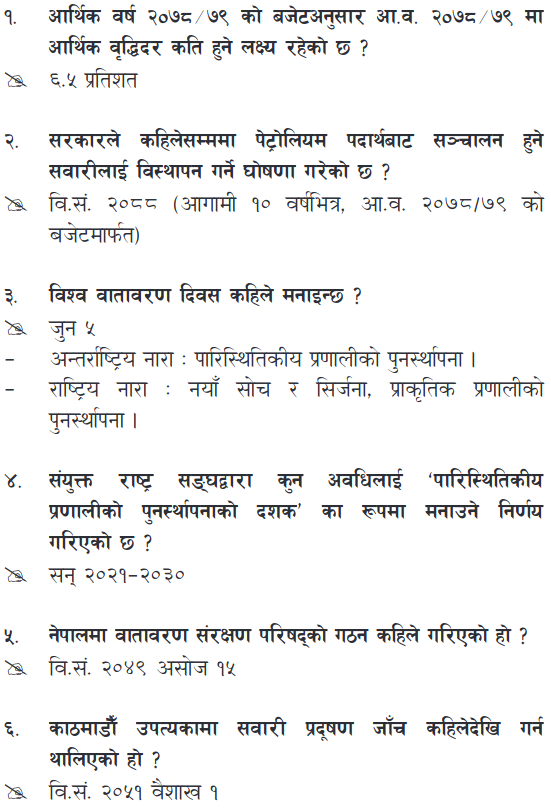 १. आर्थिक वर्ष २०७८/७९ को बजेटअनुसार आ.व. २०७८/७९ मा
आर्थिक वृद्धिदर कति हुने लक्ष्य रहेको छ ?
६.५ प्रतिशत
२. सरकारले कहिलेसम्ममा पेट्रोलियम पदार्थबाट सञ्चालन हुने
सवारीलाई विस्थापन गर्ने घोषणा गरेको छ ?
वि.सं. २०८८ (आगामी १० वर्षभित्र, आ.व. २०७८/७९ को
बजेटमार्फत)
३. विश्व वातावरण दिवस कहिले मनाइन्छ ?
जुन ५
– अन्तर्राष्ट्रिय नारा : पारिस्थितिकीय प्रणालीको पुनर्स्थापना ।
– राष्ट्रिय नारा : नयाँ सोच र सिर्जना, प्राकृतिक प्रणालीको
पुनर्स्थापना ।
४. संयुक्त राष्ट्र सङ्घद्वारा कुन अवधिलाई ‘पारिस्थितिकीय
प्रणालीको पुनर्स्थापनाको दशक’ का रूपमा मनाउने निर्णय
गरिएको छ ?
सन् २०२१–२०३०
५. नेपालमा वातावरण संरक्षण परिषद्को गठन कहिले गरिएको हो ?
वि.सं. २०४९ असोज १५
६. काठमाडौँ उपत्यकामा सवारी प्रदूषण जाँच कहिलेदेखि गर्न
थालिएको हो ?
वि.सं. २०५१ वैशाख १